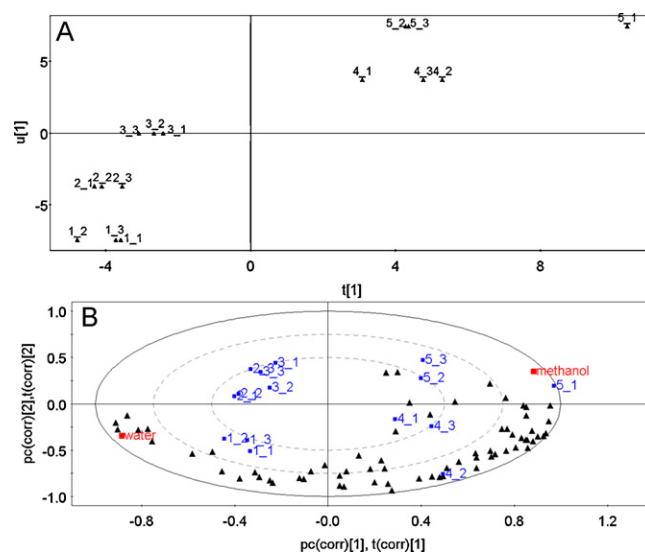 A
5_2 5_3 5_1
5
4_1 4_3 4_2
u[1]
3_3 3_2 3_1
0
2_1 2_2 2_3
-5
1_2 1_3 1_1
-4 0 4 8
t[1]
B
1.0
0.5
2_3 3_3 3_1
5_3
methanol
5_2
5_1
3_2
2_1 2_2
pc(corr)[2],t(corr)[2]
0.0
4_1
4_3
water
1_2 1_3
-0.5
1_1
4_2
-1.0
-0.8 -0.4 -0.0 0.4 0.8 1.2
pc(corr)[1], t(corr)[1]